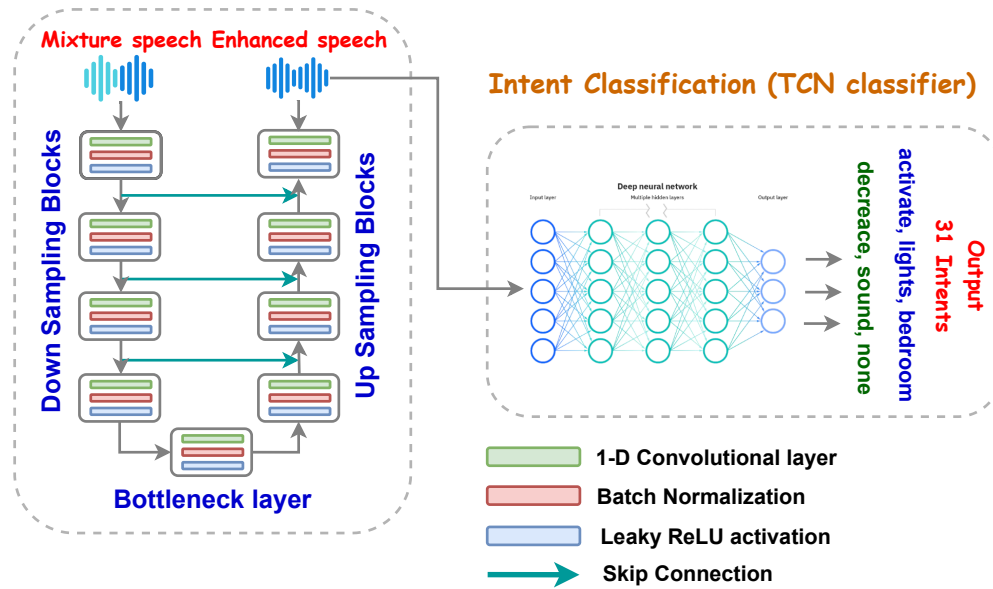 Mixture speech Enhanced speech
Down Sampling Blocks
Up Sampling Blocks
Bottleneck layer
Intent Classification (TCN classifier)
Deep neural network
Input layer
Multiple hidden layers
Output layer
decreace, sound, none
activate, lights, bedroom
31 Intents
Output
1-D Convolutional layer
Batch Normalization
Leaky ReLU activation
Skip Connection